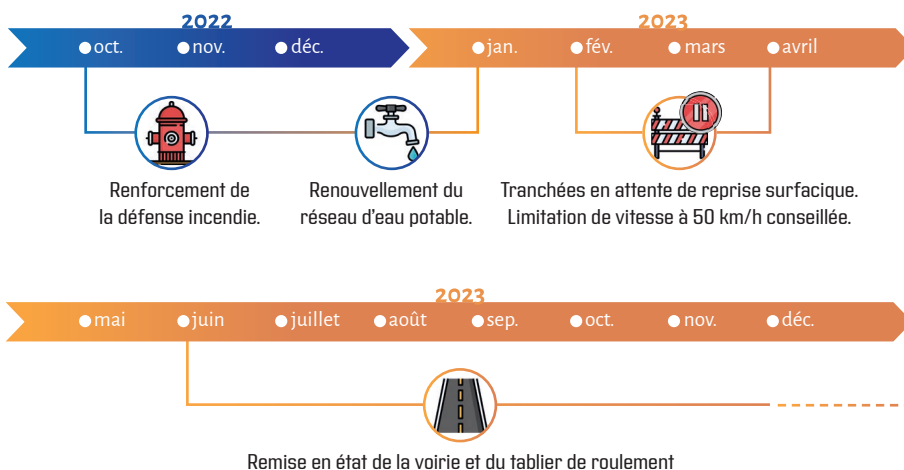 2022
2023
oct.
nov.
déc.
jan.
fév.
mars
avril
Renforcement de
la défense incendie.
Renouvellement du
réseau d'eau potable.
Tranchées en attente de reprise surfacique.
Limitation de vitesse à 50 km/h conseillée.
2023
mai
juin
juillet
août
sep.
oct.
nov.
déc.
Remise en état de la voirie et du tablier de roulement